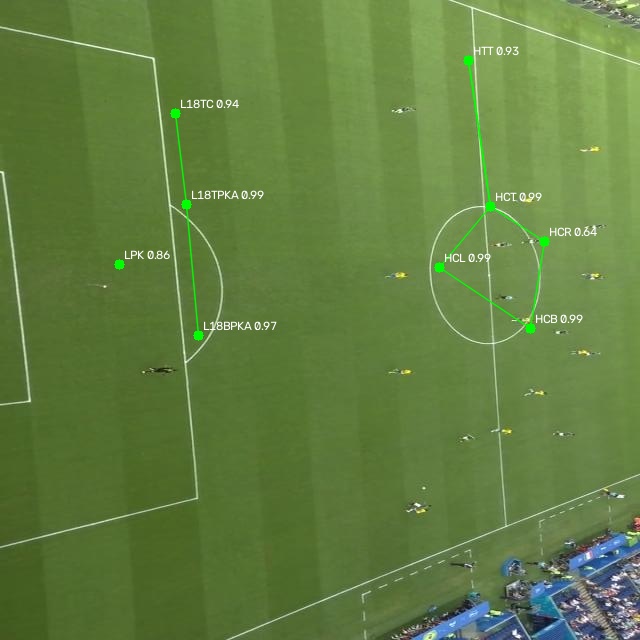 HTT 0.93
L18TC 0.94
L18TPKA 0.99
HCT 0.99
HCR 0.64
LPK 0.86
HCL 0.99
HCB 0.99
L18BPKA 0.97